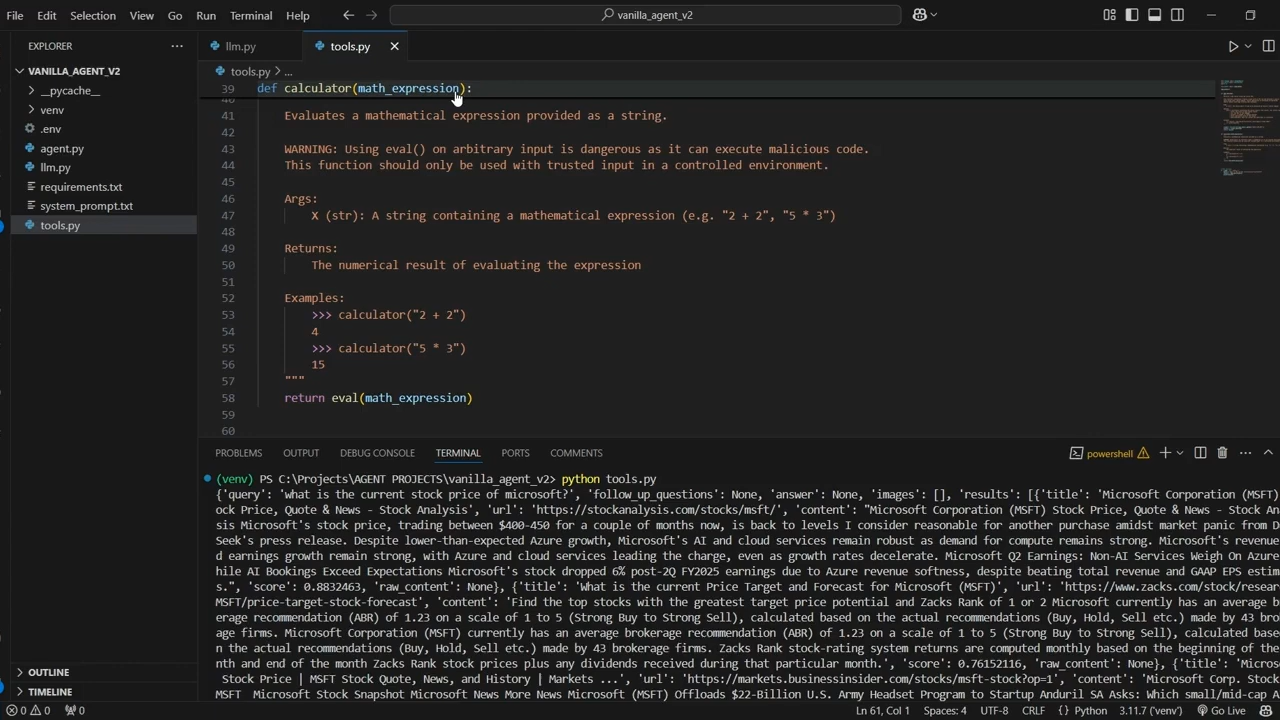 File Edit Selection View Go Run Terminal Help vanilla_agent_v2
EXPLORER
VANILLA_AGENT_V2
__pycache__
venv
.env
agent.py
llm.py
requirements.txt
system_prompt.txt
tools.py
OUTLINE
TIMELINE
llm.py tools.py
tools.py > ...
39 def calculator(math_expression):
41 Evaluates a mathematical expression provided as a string.
42
43 WARNING: Using eval() on arbitrary input is dangerous as it can execute malicious code.
44 This function should only be used with trusted input in a controlled environment.
45
46 Args:
47 X (str): A string containing a mathematical expression (e.g. "2 + 2", "5 * 3")
48
49 Returns:
50 The numerical result of evaluating the expression
51
52 Examples:
53 >>> calculator("2 + 2")
54 4
55 >>> calculator("5 * 3")
56 15
57 """
58 return eval(math_expression)
59
60
PROBLEMS OUTPUT DEBUG CONSOLE TERMINAL PORTS COMMENTS powershell
(venv) PS C:\Projects\AGENT PROJECTS\vanilla_agent_v2> python tools.py
{'query': 'what is the current stock price of microsoft?', 'follow_up_questions': None, 'answer': None, 'images': [], 'results': [{'title': 'Microsoft Corporation (MSFT)
ock Price, Quote & News - Stock Analysis', 'url': 'https://stockanalysis.com/stocks/msft/', 'content': "Microsoft Corporation (MSFT) Stock Price, Quote & News - Stock An
sis Microsoft's stock price, trading between $400-450 for a couple of months now, is back to levels I consider reasonable for another purchase amidst market panic from D
Seek's press release. Despite lower-than-expected Azure growth, Microsoft's AI and cloud services remain robust as demand for compute remains strong. Microsoft's revenue
d earnings growth remain strong, with Azure and cloud services leading the charge, even as growth rates decelerate. Microsoft Q2 Earnings: Non-AI Services Weigh On Azure
hile AI Bookings Exceed Expectations Microsoft's stock dropped 6% post-Q2 FY2025 earnings due to Azure revenue softness, despite beating total revenue and GAAP EPS estim
s.", 'score': 0.8832463, 'raw_content': None}, {'title': 'What is the current Price Target and Forecast for Microsoft (MSFT)', 'url': 'https://www.zacks.com/stock/resear
MSFT/price-target-stock-forecast', 'content': 'Find the top stocks with the greatest target price potential and Zacks Rank of 1 or 2 Microsoft currently has an average b
erage recommendation (ABR) of 1.23 on a scale of 1 to 5 (Strong Buy to Strong Sell), calculated based on the actual recommendations (Buy, Hold, Sell etc.) made by 43 bro
age firms. Microsoft Corporation (MSFT) currently has an average brokerage recommendation (ABR) of 1.23 on a scale of 1 to 5 (Strong Buy to Strong Sell), calculated base
n the actual recommendations (Buy, Hold, Sell etc.) made by 43 brokerage firms. Zacks Rank stock-rating system returns are computed monthly based on the beginning of the
nth and end of the month Zacks Rank stock prices plus any dividends received during that particular month.', 'score': 0.76152116, 'raw_content': None}, {'title': 'Micros
 Stock Price | MSFT Stock Quote, News, and History | Markets ...', 'url': 'https://markets.businessinsider.com/stocks/msft-stock?op=1', 'content': 'Microsoft Corp. Stock
MSFT Microsoft Stock Snapshot Microsoft News More News Microsoft (MSFT) Offloads $22-Billion U.S. Army Headset Program to Startup Anduril SA Asks: Which small/mid-cap A
0 0 0 Ln 61, Col 1 Spaces: 4 UTF-8 CRLF Python 3.11.7 ('venv') Go Live